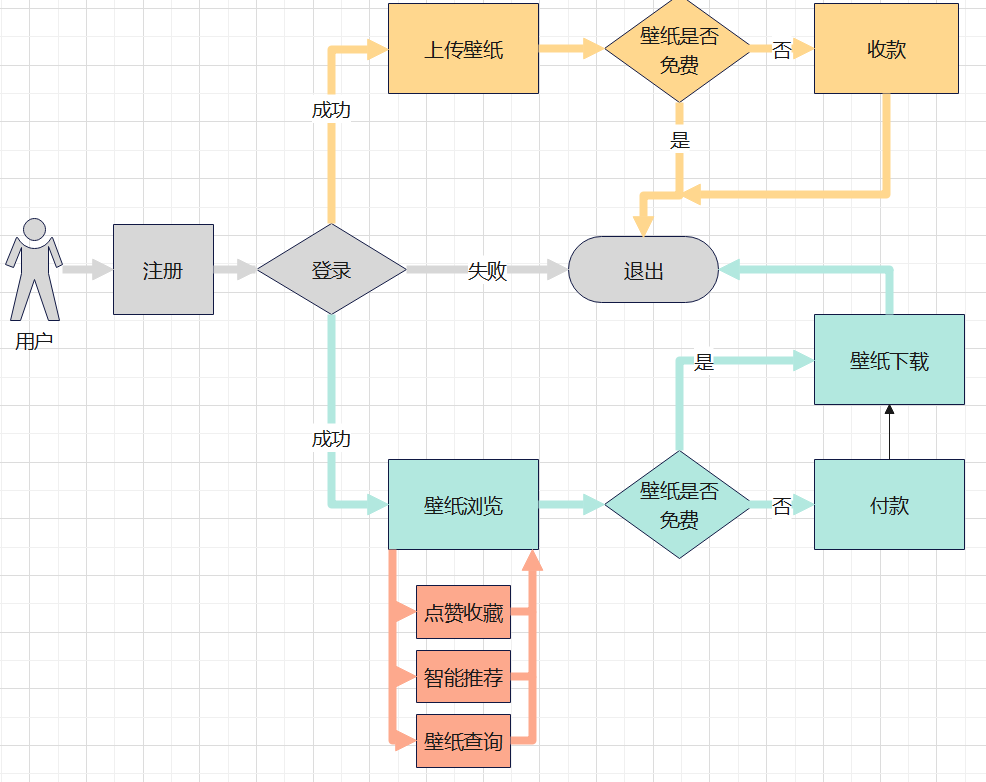 上传壁纸
壁纸是否
免费
否
收款
成功
是
用户
注册
登录
失败
退出
成功
壁纸浏览
是
壁纸下载
壁纸是否
免费
否
付款
点赞收藏
智能推荐
壁纸查询